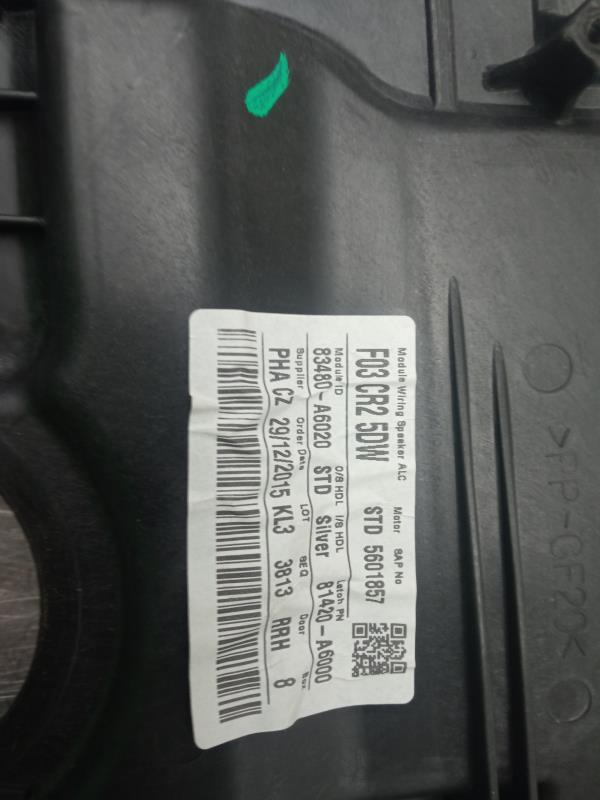 Module Wiring Speaker ALC Motor SAP No
F03 CR2 5DW STD 5601857
Module ID O/S HDL I/S HDL Latch PN
83480-A6020 STD Silver 81420-A6000
Supplier Order Date LOT SEQ Door Box
PHA CZ 29/12/2015 KL3 3813 RRH 8
>PP-GF20<